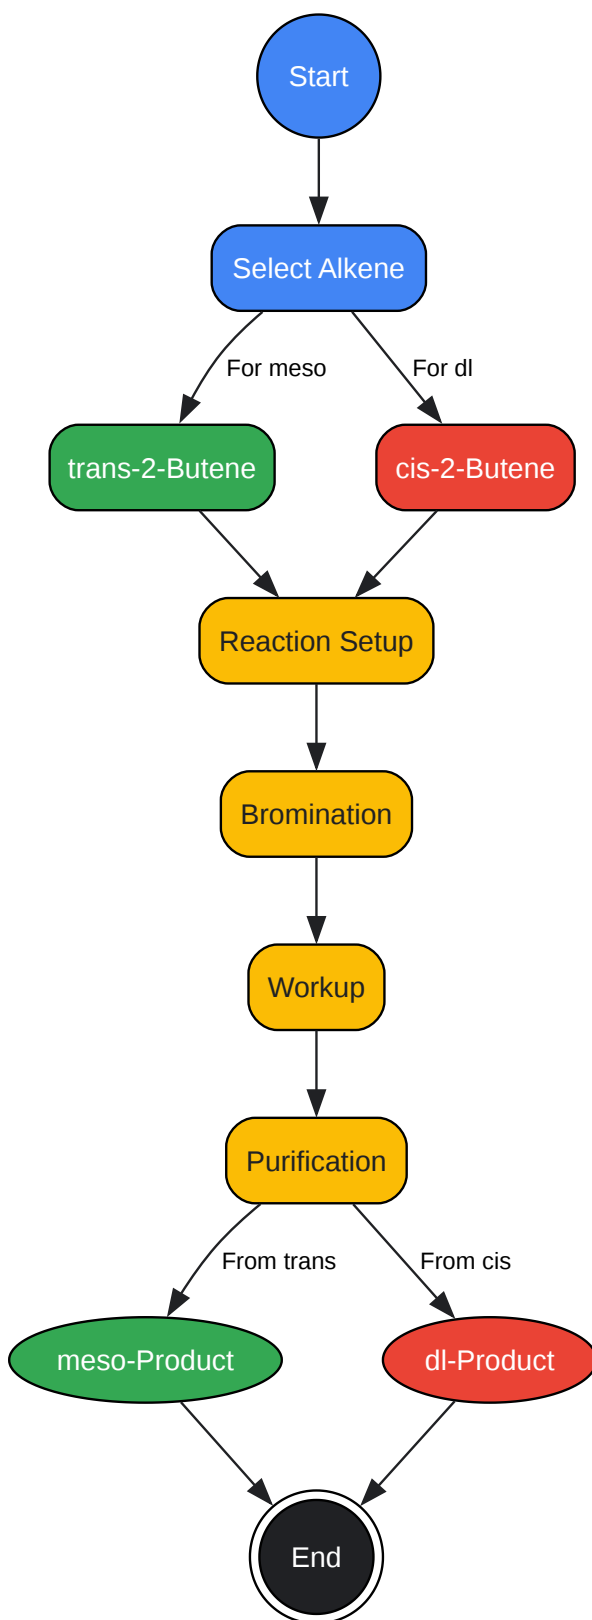 Start
Select Alkene
For meso
For dl
trans-2-Butene
cis-2-Butene
Reaction Setup
Bromination
Workup
Purification
From trans
From cis
meso-Product
dl-Product
End